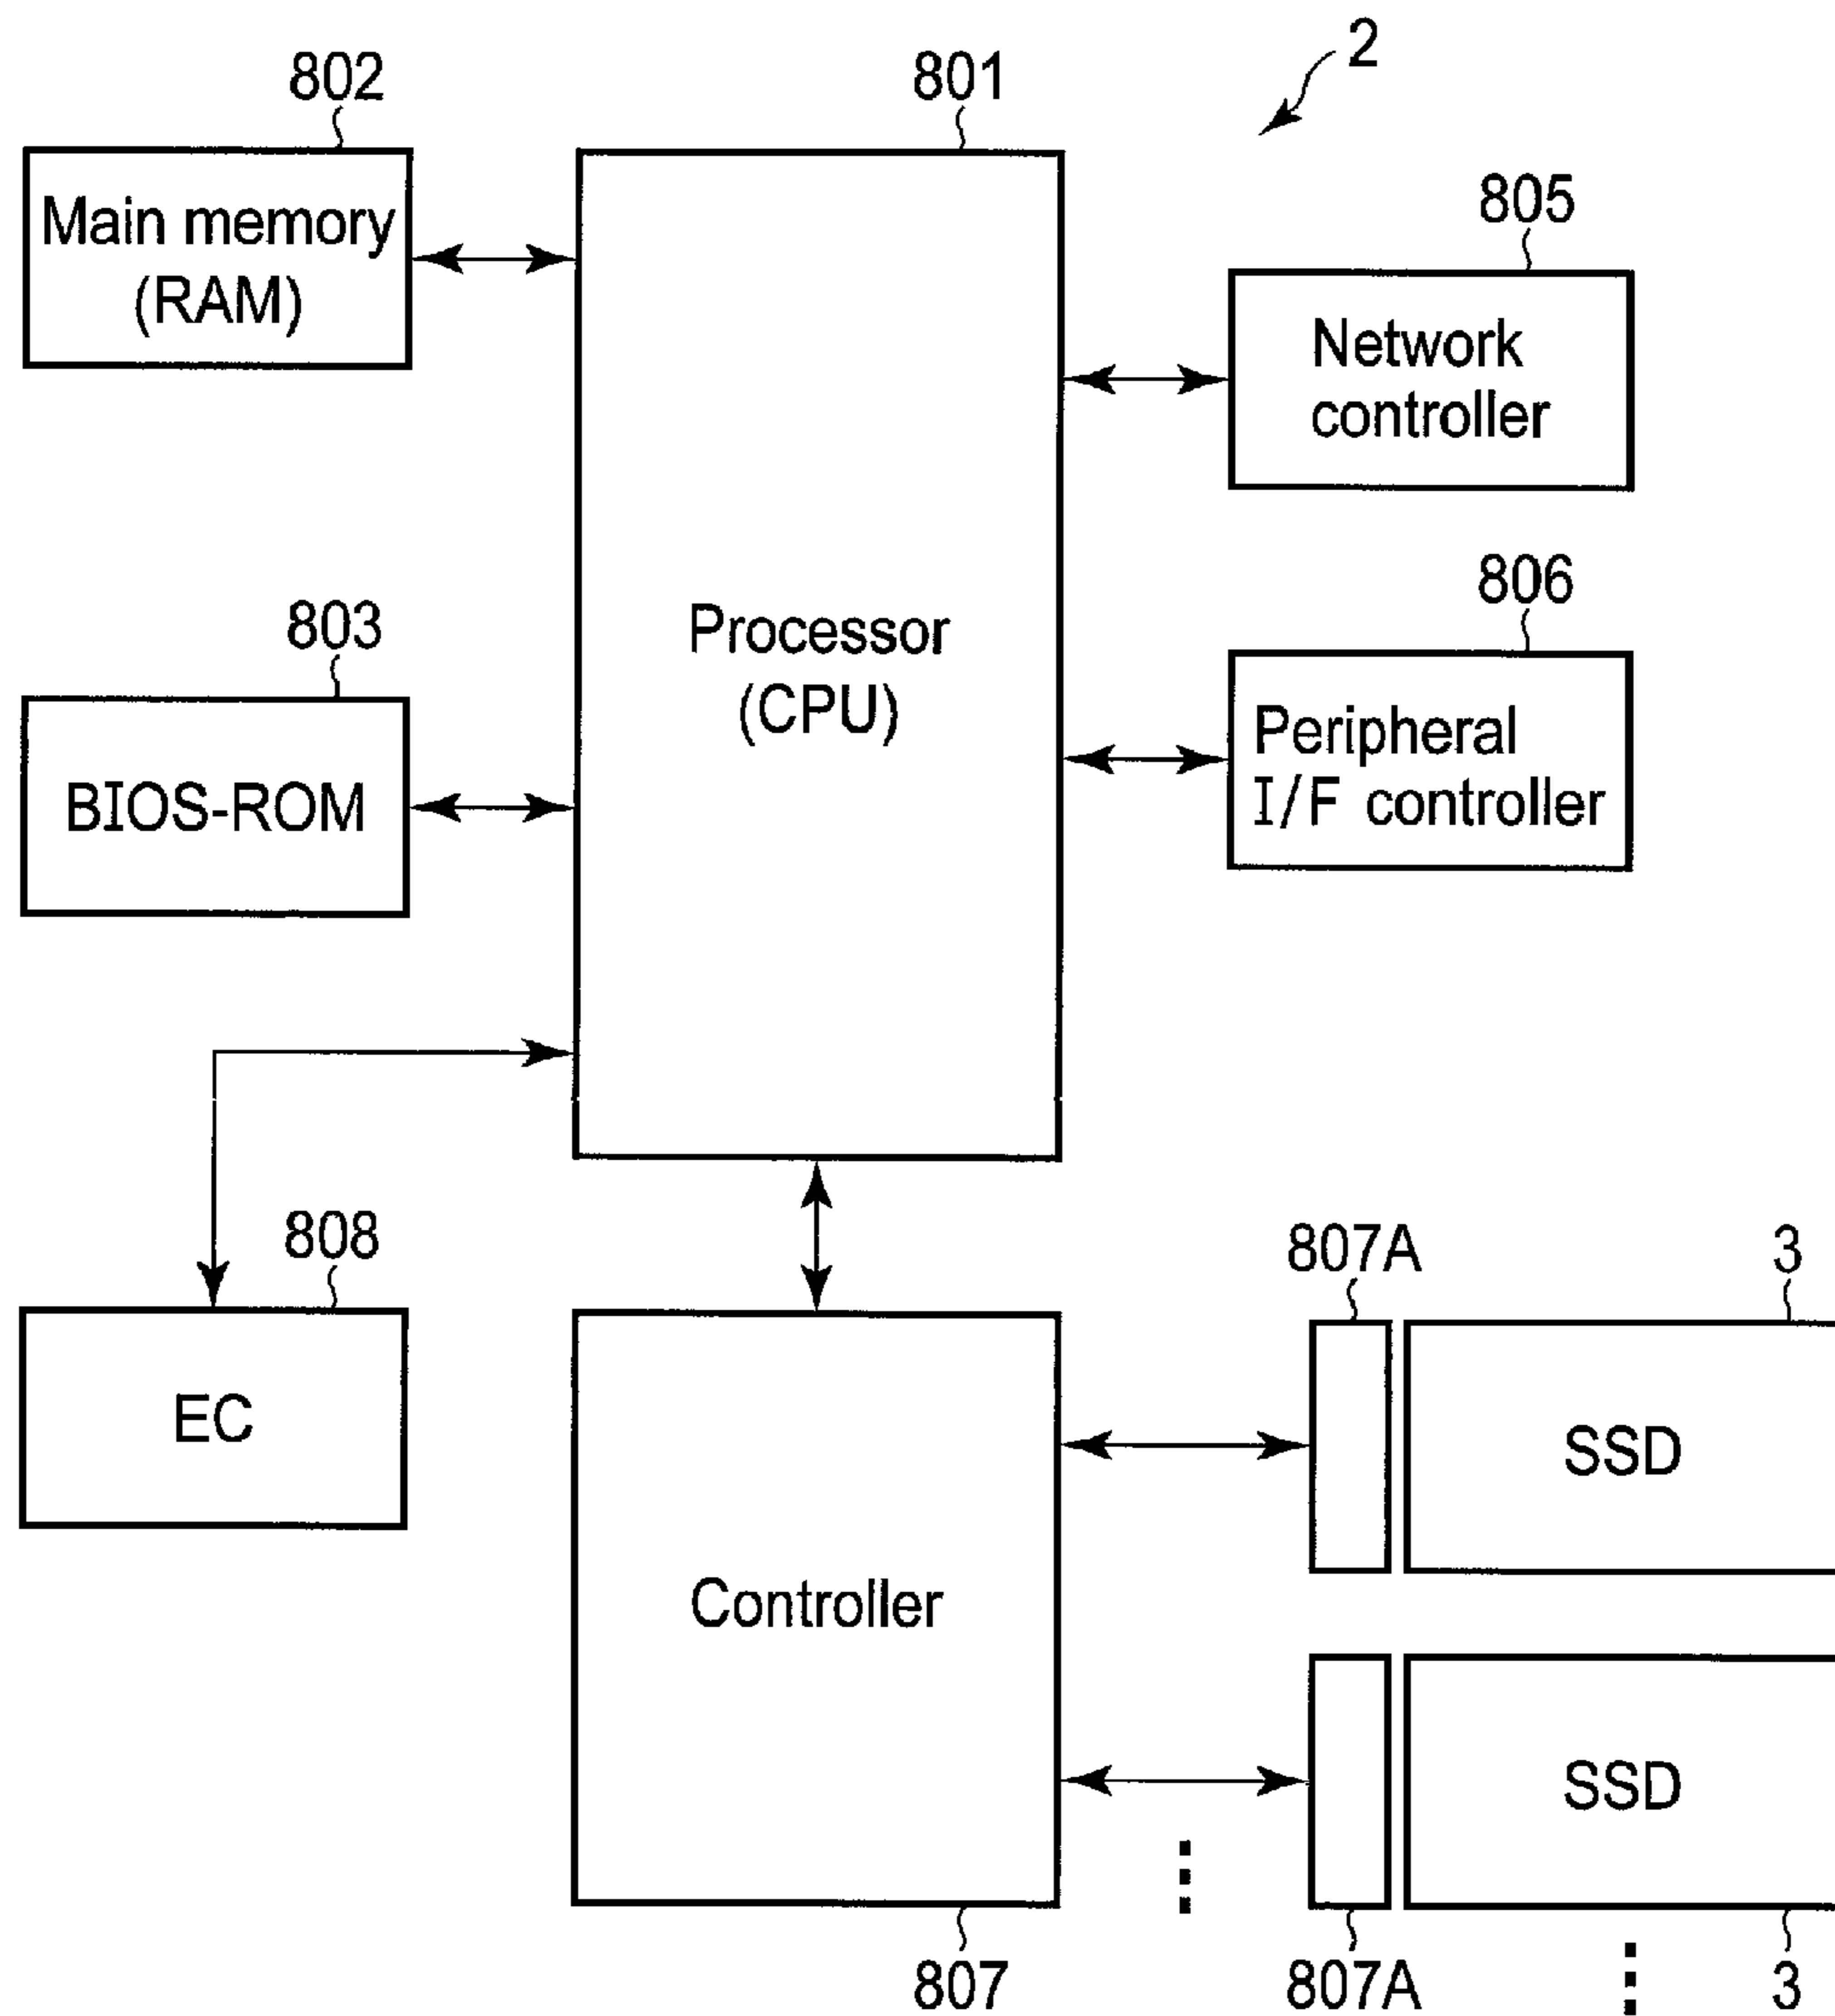 2
802
801
Main memory
(RAM)
805
Network
controller
803
Processor
(CPU)
806
BIOS-ROM
Peripheral
I/F controller
808
EC
807A
3
SSD
Controller
SSD
807
807A
3